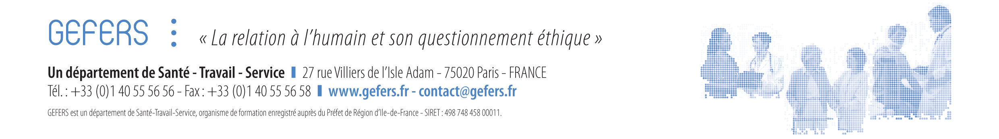 GEFERS
« La relation à l’humain et son questionnement éthique »
Un département de Santé - Travail - Service 27 rue Villiers de l’Isle Adam – 75020 Paris – FRANCE
Tél. : +33 (0)1 40 55 56 56 – Fax : +33 (0)1 40 55 56 58 www.gefers.fr - contact@gefers.fr
GEFERS est un département de Santé-Travail-Service, organisme de formation enregistré auprès du Préfet de Région d’Ile-de-France - SIRET : 498 748 458 00011.